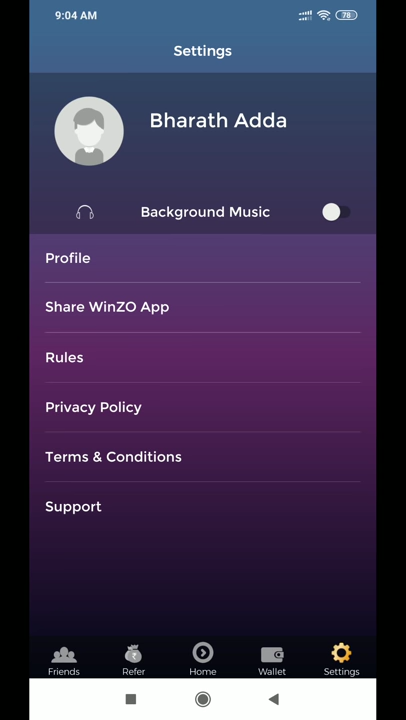 9:04 AM
78
Settings
Bharath Adda
Background Music
Profile
Share WinZO App
Rules
Privacy Policy
Terms & Conditions
Support
Friends
Refer
Home
Wallet
Settings